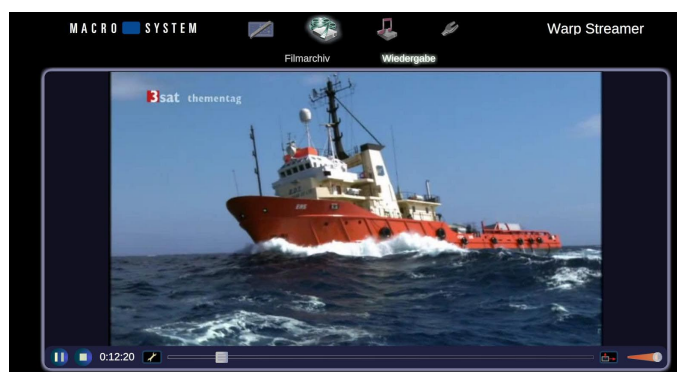 MACRO SYSTEM
Warp Streamer
Filmarchiv
Wiedergabe
3sat thementag
0:12:20